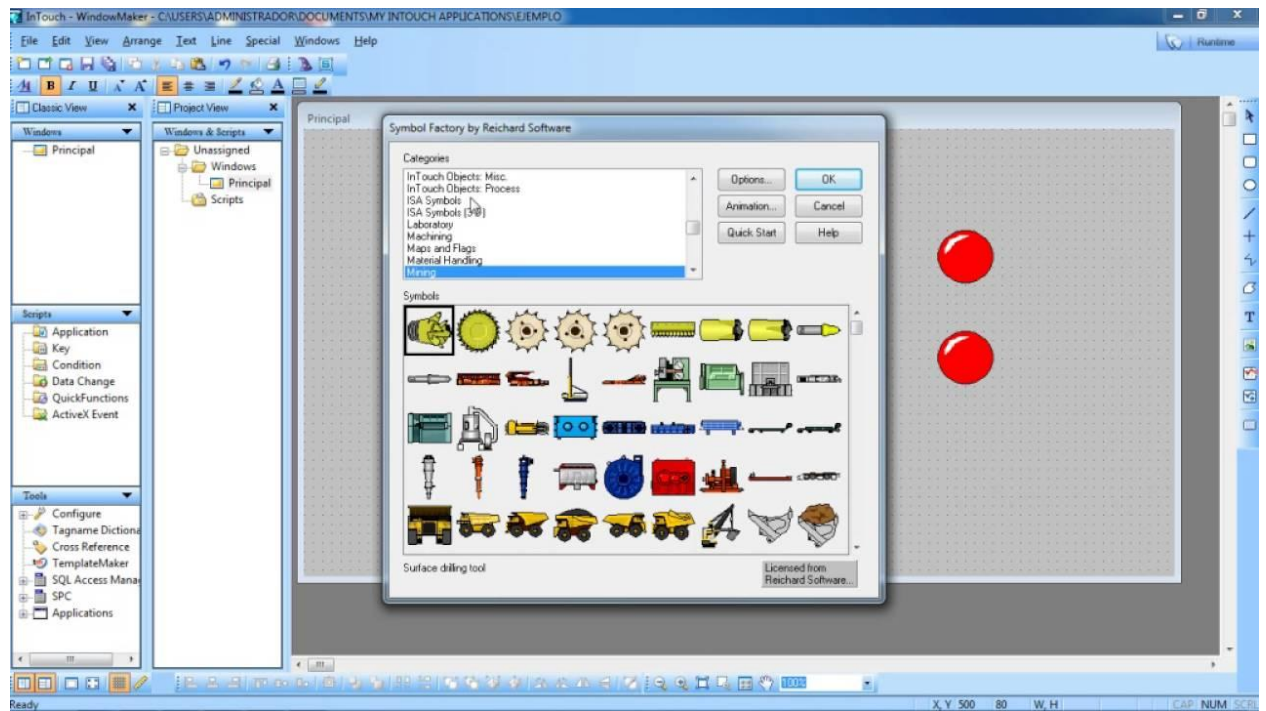 InTouch - WindowMaker - C:\USERS\ADMINISTRADOR\DOCUMENTS\MY INTOUCH APPLICATIONS\EJEMPLO
File Edit View Arrange Text Line Special Windows Help
Runtime
Classic View
Project View
Windows
Principal
Windows & Scripts
Unassigned
Windows
Principal
Scripts
Scripts
Application
Key
Condition
Data Change
QuickFunctions
ActiveX Event
Tools
Configure
Tagname Dictiona
Cross Reference
TemplateMaker
SQL Access Mana
SPC
Applications
Principal
Symbol Factory by Reichard Software
Categories
InTouch Objects: Misc.
InTouch Objects: Process
ISA Symbols
ISA Symbols (3-D)
Laboratory
Machining
Maps and Flags
Material Handling
Mining
Options... OK
Animation... Cancel
Quick Start Help
Symbols
Surface drilling tool
Licensed from
Reichard Software...
100%
Ready
X, Y 500 80 W, H CAP NUM SCRL